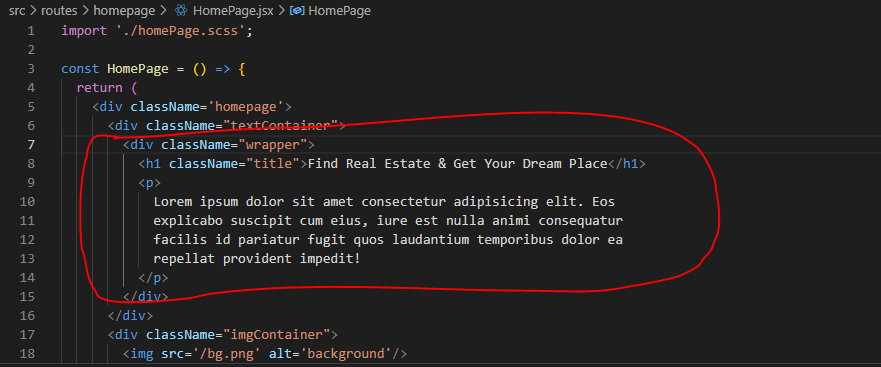 src > routes > homepage > HomePage.jsx > HomePage
1 import './homePage.scss';
2
3 const HomePage = () => {
4 return (
5 <div className='homepage'>
6 <div className="textContainer">
7 <div className="wrapper">
8 <h1 className="title">Find Real Estate & Get Your Dream Place</h1>
9 <p>
10 Lorem ipsum dolor sit amet consectetur adipisicing elit. Eos
11 explicabo suscipit cum eius, iure est nulla animi consequatur
12 facilis id pariatur fugit quos laudantium temporibus dolor ea
13 repellat provident impedit!
14 </p>
15 </div>
16 </div>
17 <div className="imgContainer">
18 <img src='/bg.png' alt='background'/>